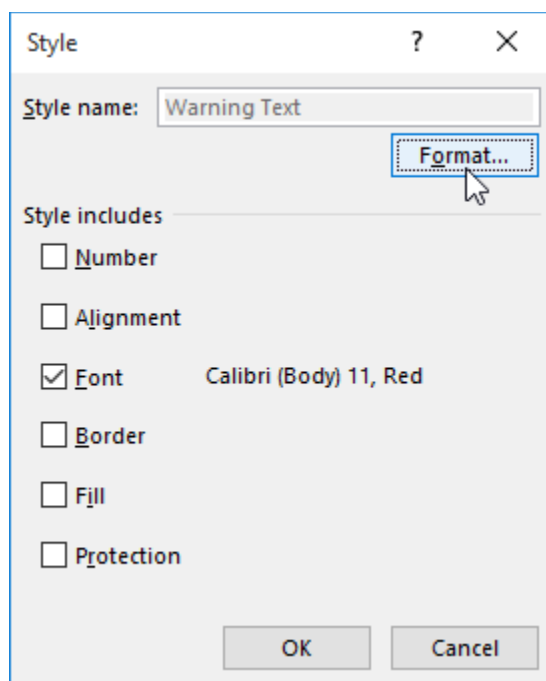 Style ?
Style name: Warning Text
Format...
Style includes
Number
Alignment
Font Calibri (Body) 11, Red
Border
Fill
Protection
OK Cancel